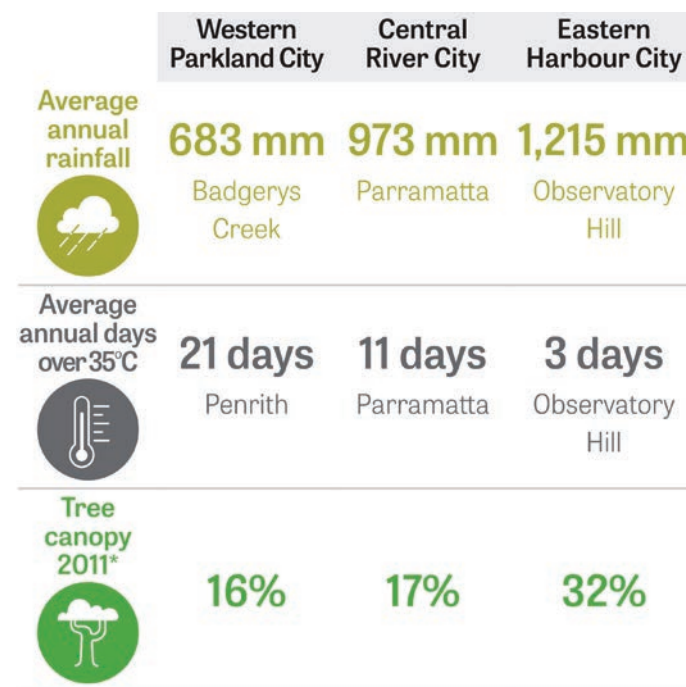 Western
Parkland City
Central
River City
Eastern
Harbour City
Average
annual
rainfall
683 mm
Badgerys
Creek
973 mm
Parramatta
1,215 mm
Observatory
Hill
Average
annual days
over 35°C
21 days
Penrith
11 days
Parramatta
3 days
Observatory
Hill
Tree
canopy
2011*
16%
17%
32%